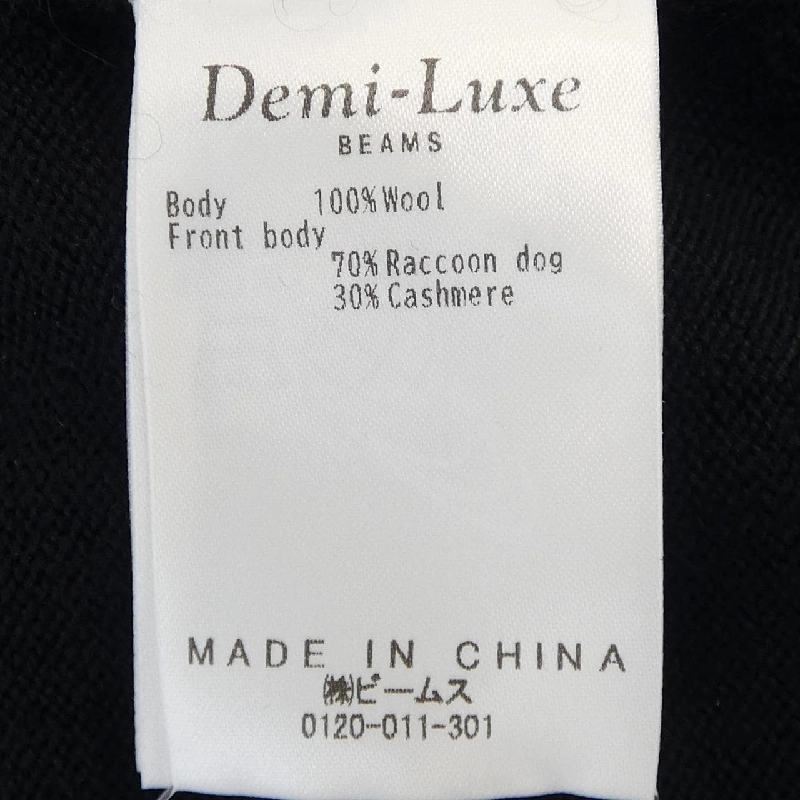 Demi-Luxe
BEAMS
Body 100%Wool
Front body
70%Raccoon dog
30%Cashmere
MADE IN CHINA
㈱ビームス
0120-011-301